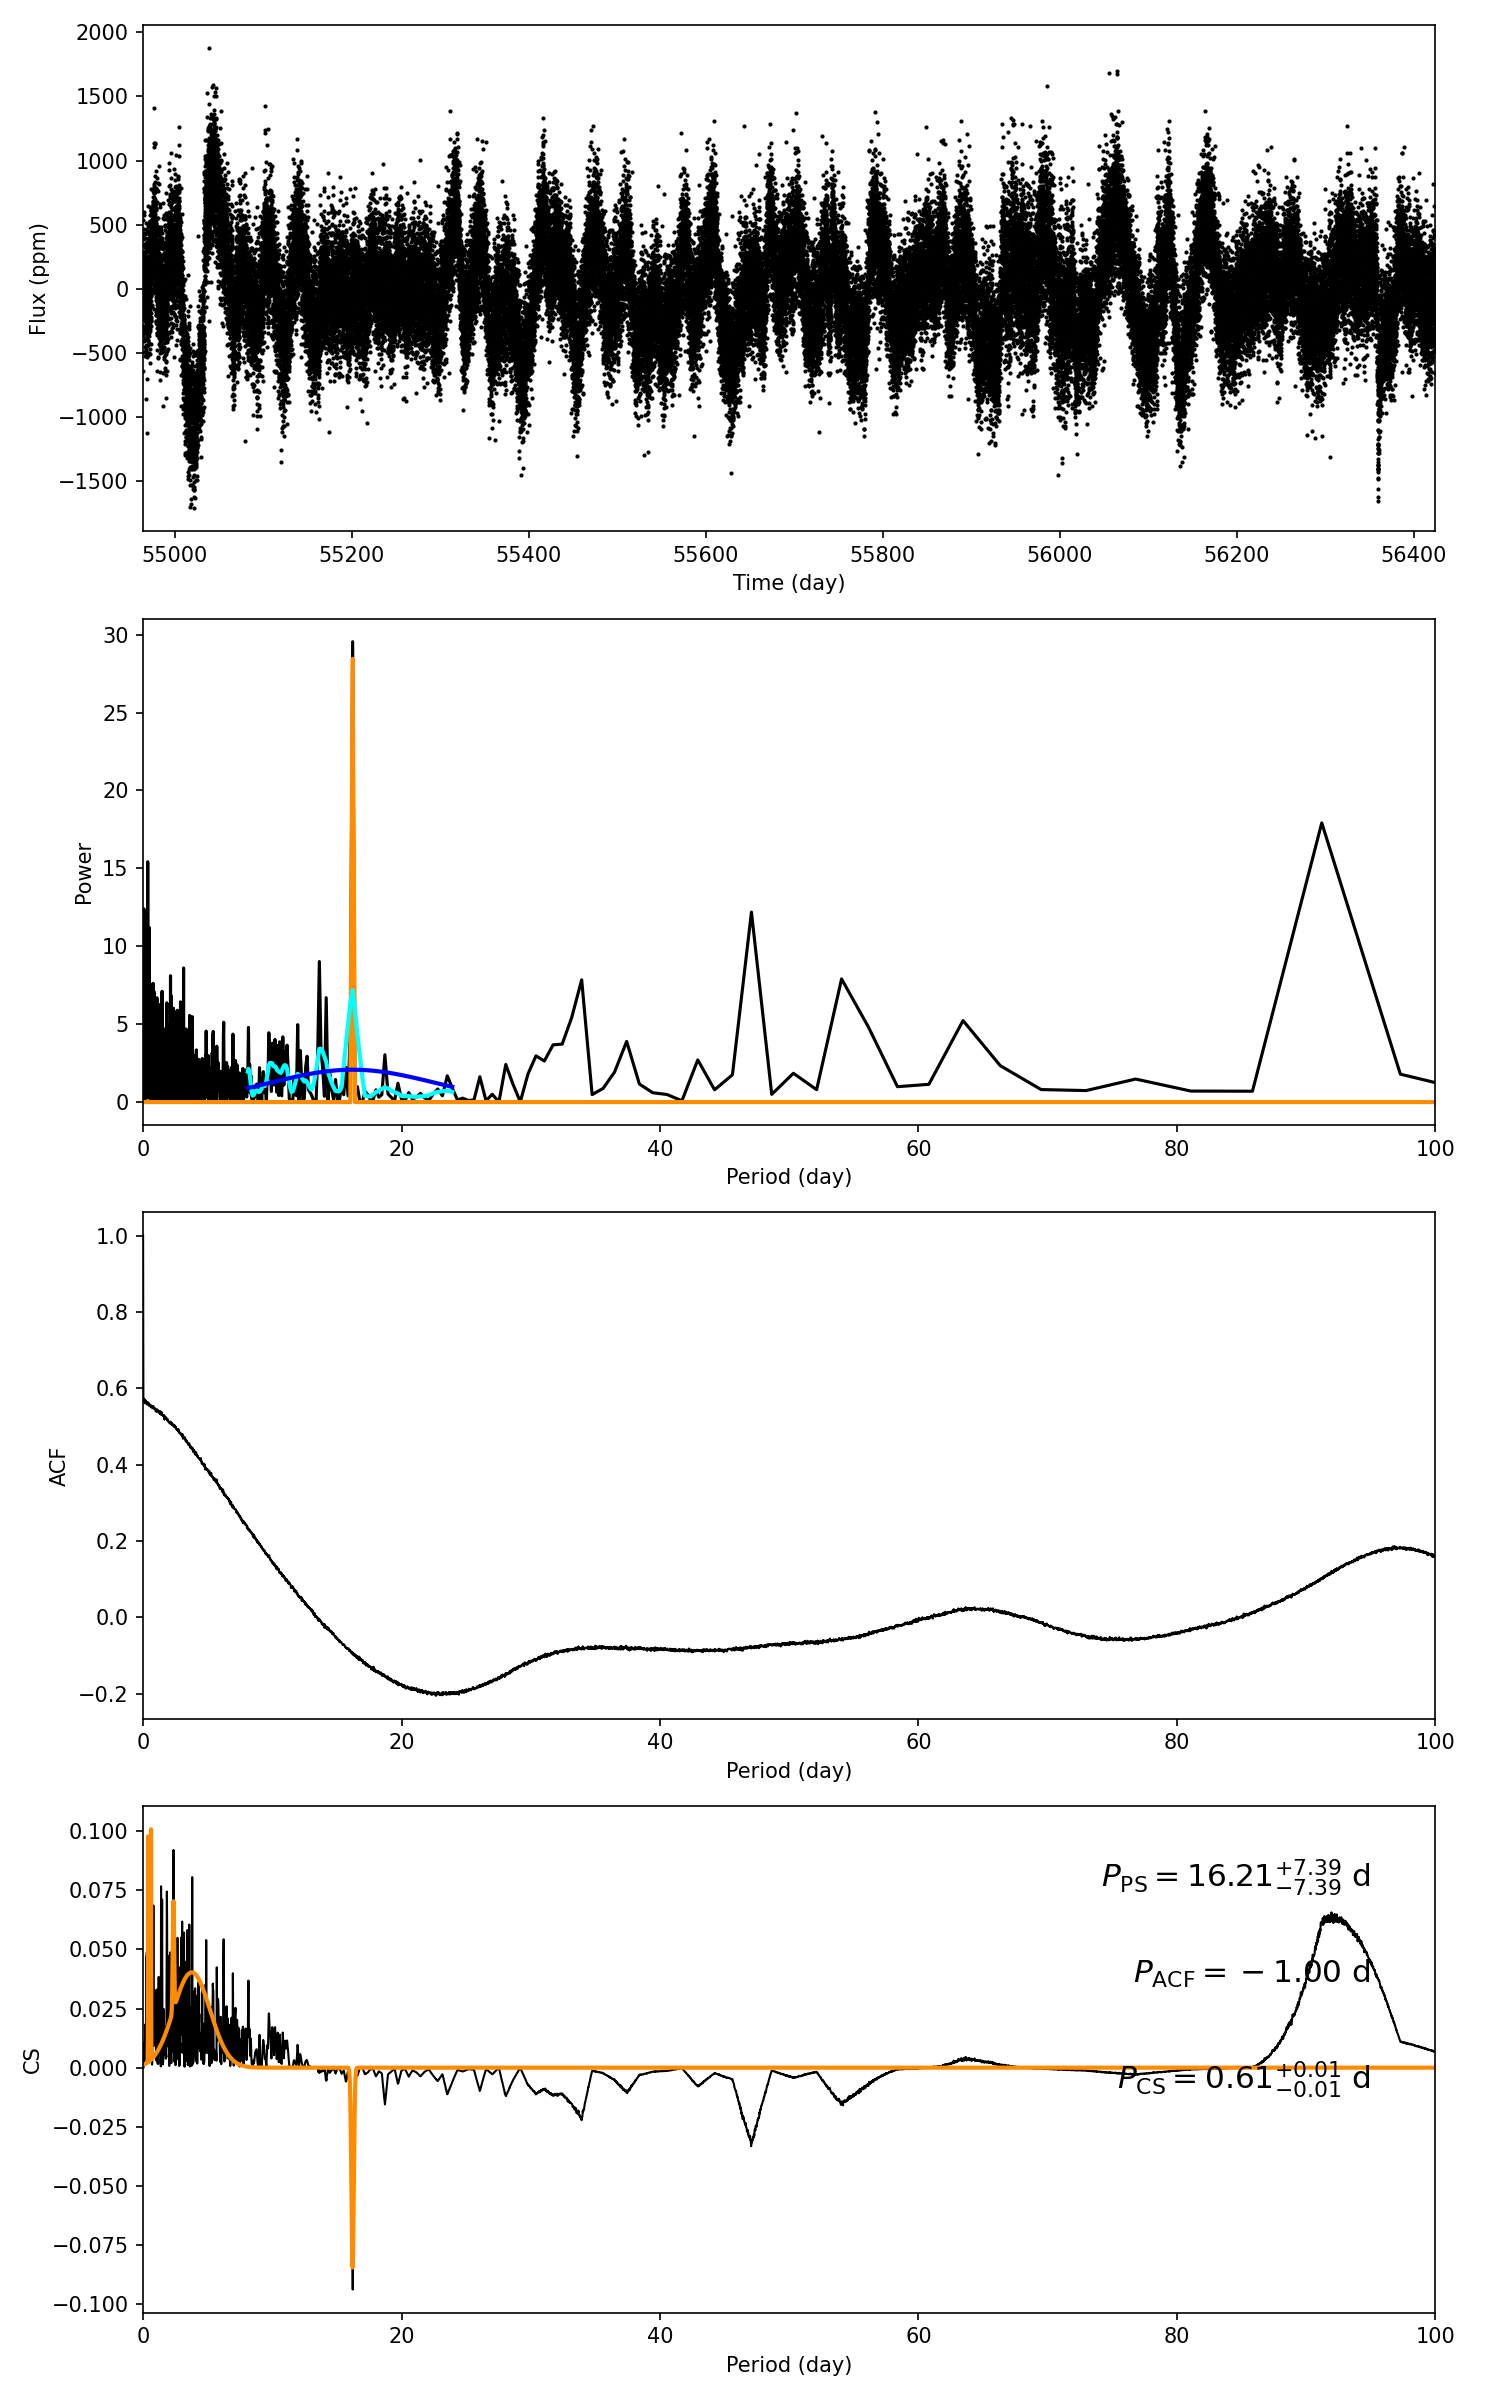 2000
1500
1000
500
0
−500
−1000
−1500
Flux (ppm)
55000 55200 55400 55600 55800 56000 56200 56400
Time (day)
30
25
20
15
10
5
0
Power
0 20 40 60 80 100
Period (day)
1.0
0.8
0.6
0.4
0.2
0.0
−0.2
ACF
0 20 40 60 80 100
Period (day)
0.100
0.075
0.050
0.025
0.000
−0.025
−0.050
−0.075
−0.100
CS
P_PS = 16.21 +7.39 −7.39 d
P_ACF = −1.00 d
P_CS = 0.61 +0.01 −0.01 d
0 20 40 60 80 100
Period (day)